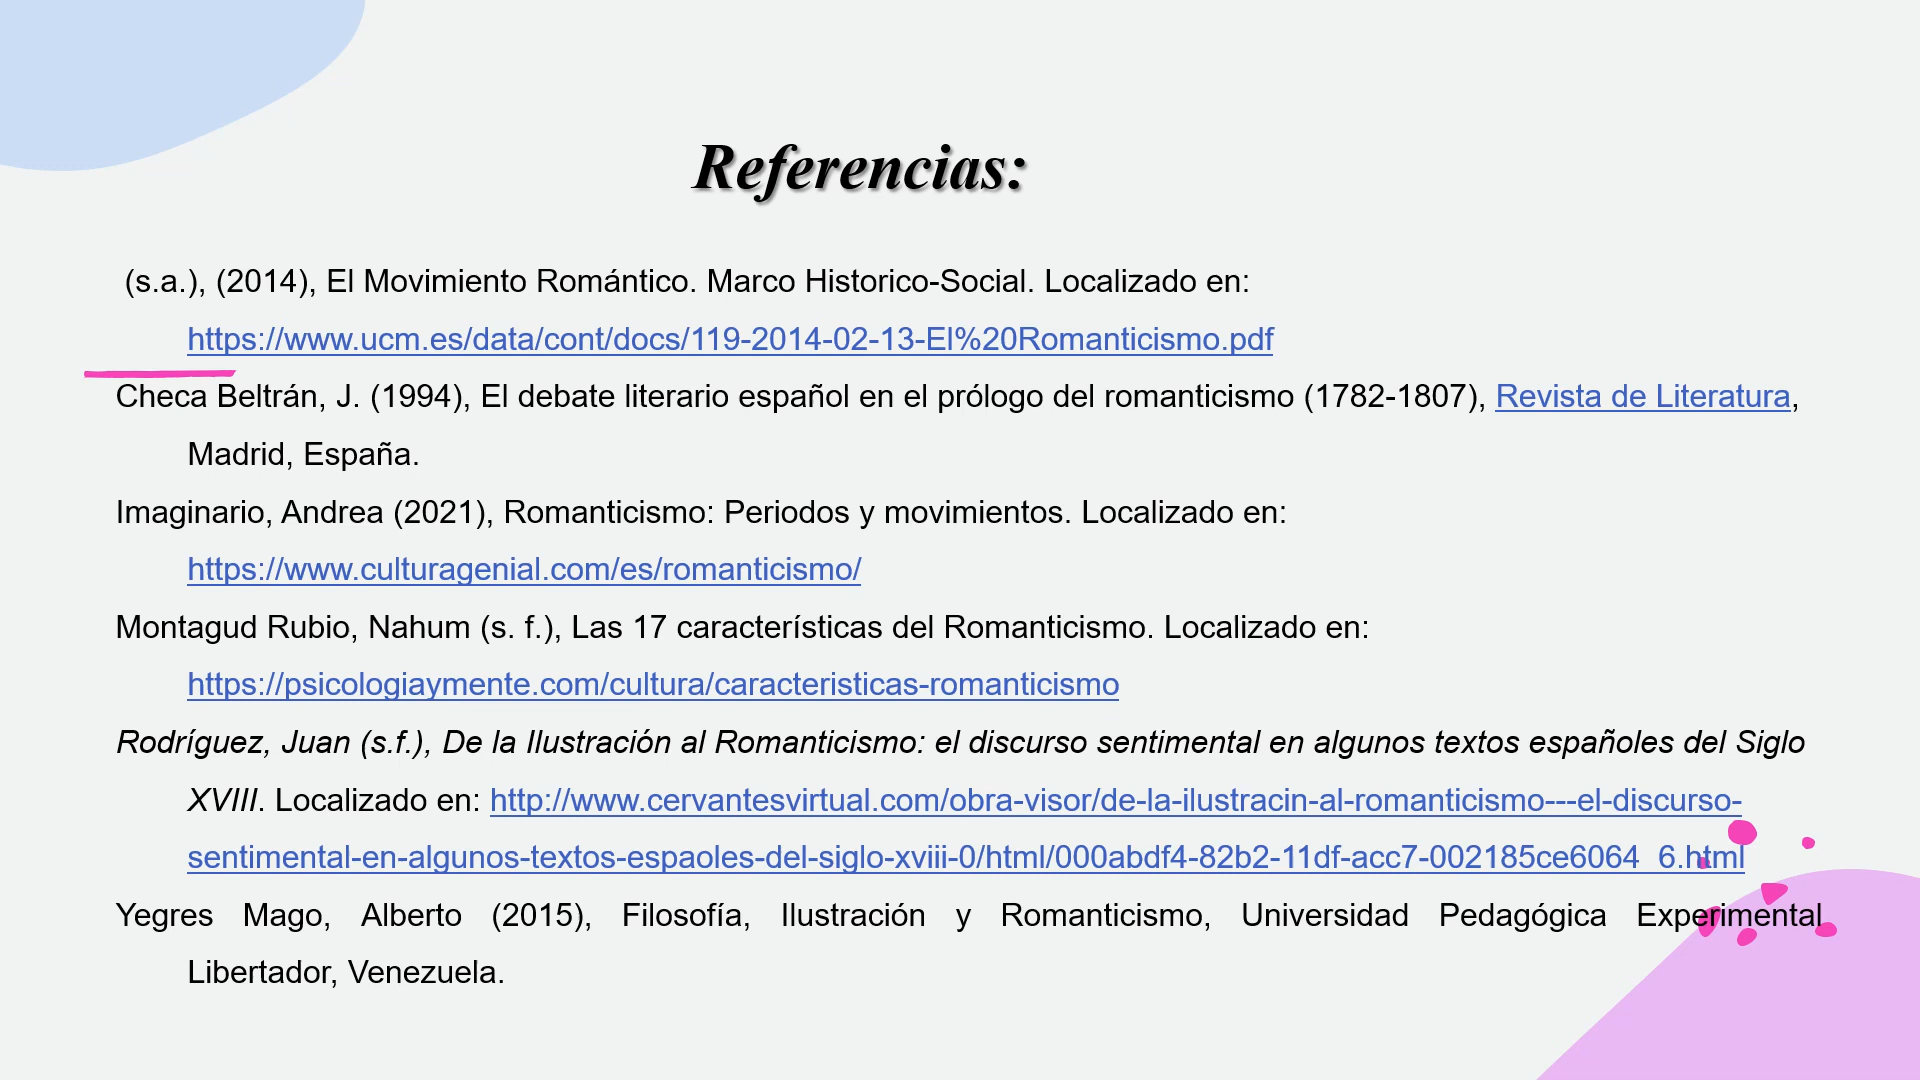 Referencias:
(s.a.), (2014), El Movimiento Romántico. Marco Historico-Social. Localizado en:
https://www.ucm.es/data/cont/docs/119-2014-02-13-El%20Romanticismo.pdf
Checa Beltrán, J. (1994), El debate literario español en el prólogo del romanticismo (1782-1807), Revista de Literatura,
Madrid, España.
Imaginario, Andrea (2021), Romanticismo: Periodos y movimientos. Localizado en:
https://www.culturagenial.com/es/romanticismo/
Montagud Rubio, Nahum (s. f.), Las 17 características del Romanticismo. Localizado en:
https://psicologiaymente.com/cultura/caracteristicas-romanticismo
Rodríguez, Juan (s.f.), De la Ilustración al Romanticismo: el discurso sentimental en algunos textos españoles del Siglo
XVIII. Localizado en: http://www.cervantesvirtual.com/obra-visor/de-la-ilustracin-al-romanticismo---el-discurso-
sentimental-en-algunos-textos-espaoles-del-siglo-xviii-0/html/000abdf4-82b2-11df-acc7-002185ce6064_6.html
Yegres Mago, Alberto (2015), Filosofía, Ilustración y Romanticismo, Universidad Pedagógica Experimental
Libertador, Venezuela.